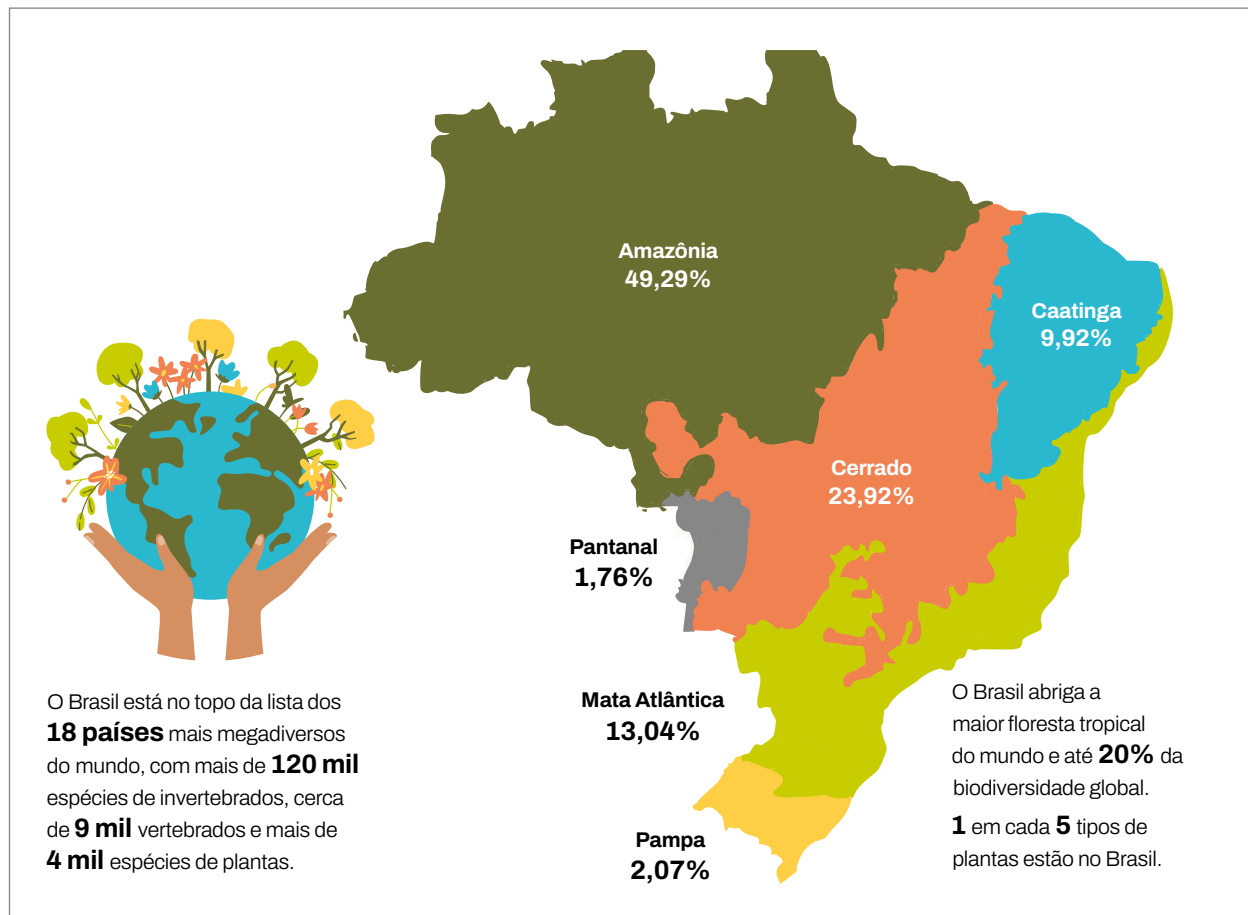 Amazônia
49,29%
Caatinga
9,92%
Cerrado
23,92%
Pantanal
1,76%
Mata Atlântica
13,04%
Pampa
2,07%
O Brasil está no topo da lista dos
18 países mais megadiversos
do mundo, com mais de 120 mil
espécies de invertebrados, cerca
de 9 mil vertebrados e mais de
4 mil espécies de plantas.
O Brasil abriga a
maior floresta tropical
do mundo e até 20% da
biodiversidade global.
1 em cada 5 tipos de
plantas estão no Brasil.